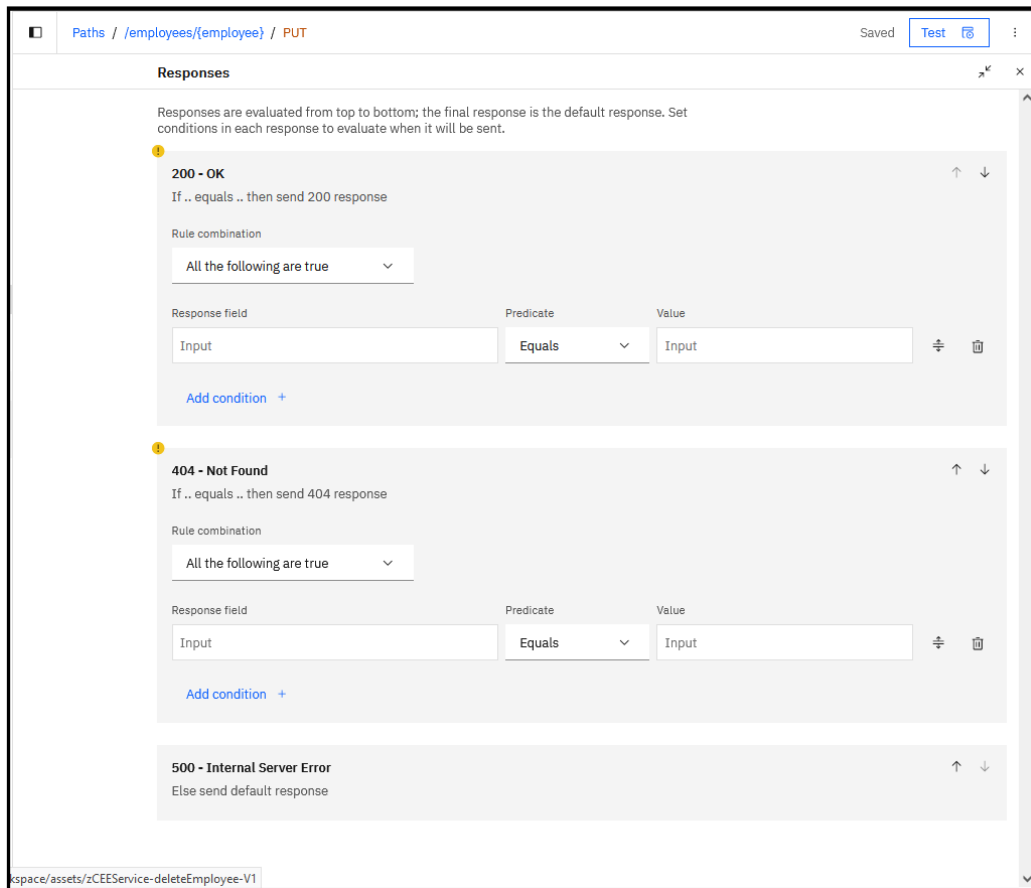 Paths / /employees/{employee} / PUT
Saved
Test
Responses
Responses are evaluated from top to bottom; the final response is the default response. Set
conditions in each response to evaluate when it will be sent.
200 - OK
If .. equals .. then send 200 response
Rule combination
All the following are true
Response field Predicate Value
Input Equals Input
Add condition +
404 - Not Found
If .. equals .. then send 404 response
Rule combination
All the following are true
Response field Predicate Value
Input Equals Input
Add condition +
500 - Internal Server Error
Else send default response
kspace/assets/zCEEService-deleteEmployee-V1